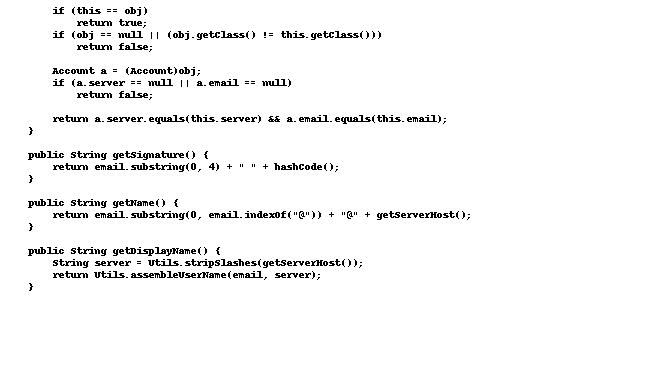 if (this == obj)
return true;
if (obj == null || (obj.getClass() != this.getClass()))
return false;
Account a = (Account)obj;
if (a.server == null || a.email == null)
return false;
return a.server.equals(this.server) && a.email.equals(this.email);
}
public String getSignature() {
return email.substring(0, 4) + " " + hashCode();
}
public String getName() {
return email.substring(0, email.indexOf("@")) + "@" + getServerHost();
}
public String getDisplayName() {
String server = Utils.stripSlashes(getServerHost());
return Utils.assembleUserName(email, server);
}